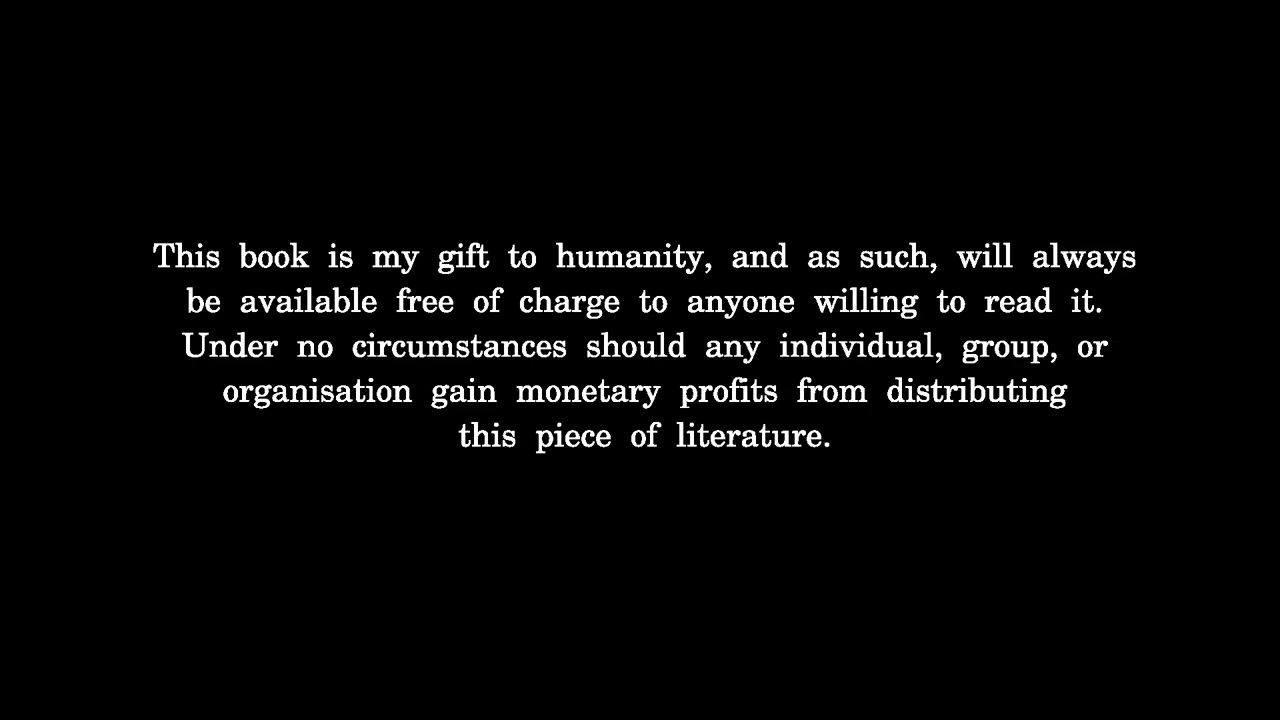 This book is my gift to humanity, and as such, will always
be available free of charge to anyone willing to read it.
Under no circumstances should any individual, group, or
organisation gain monetary profits from distributing
this piece of literature.